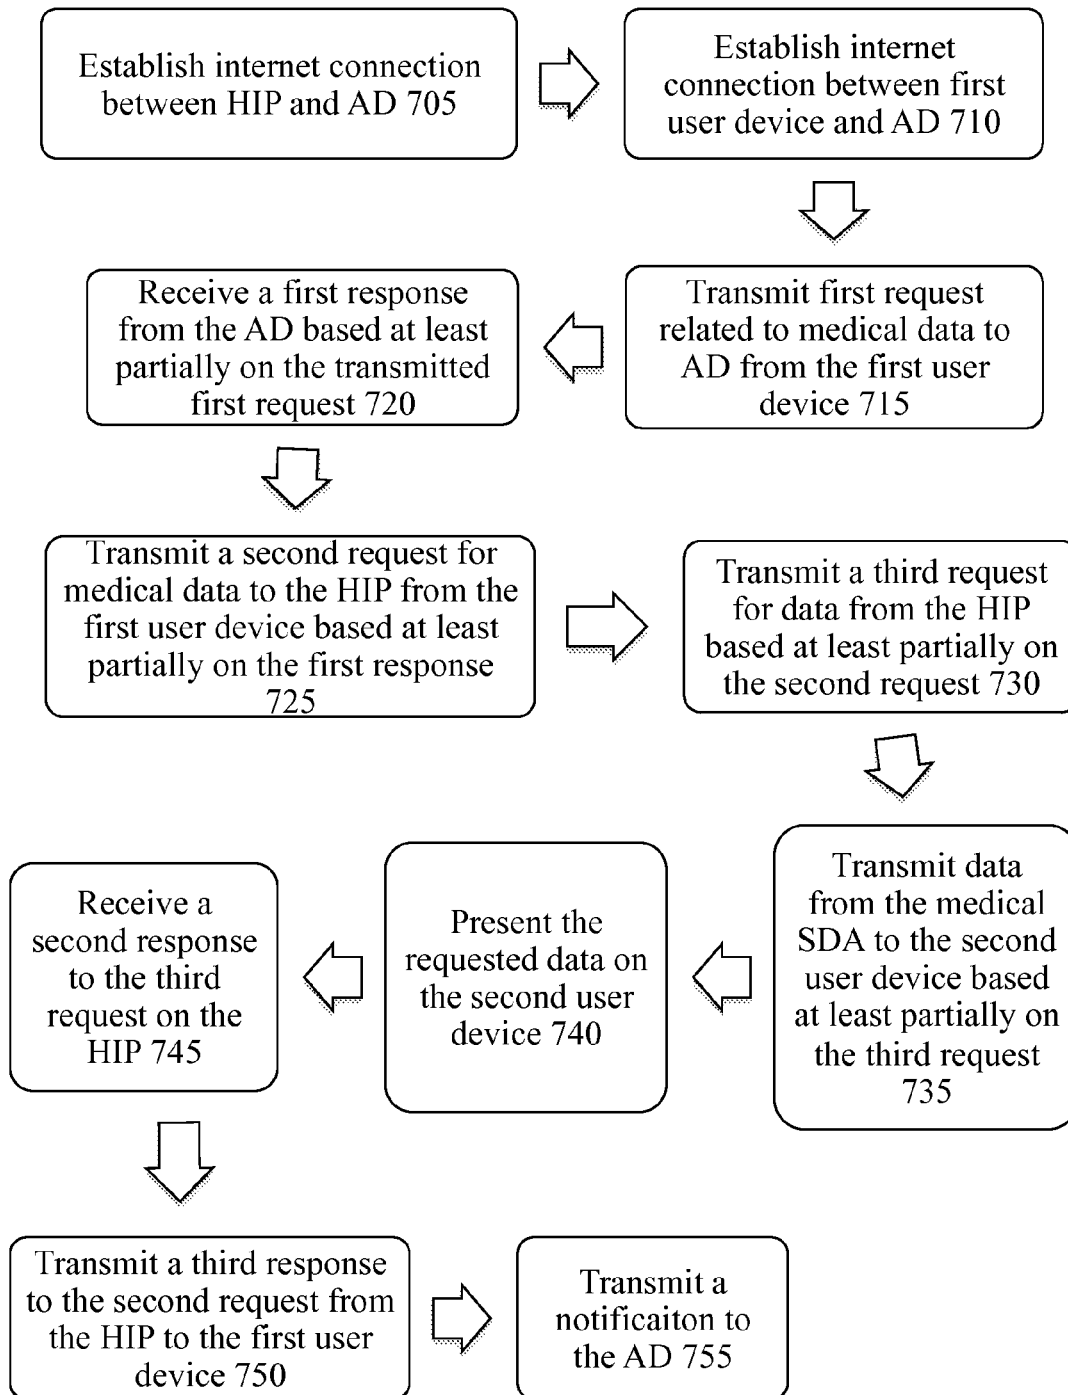 Establish internet connection
between HIP and AD 705
Establish internet
connection between first
user device and AD 710
Transmit first request
related to medical data to
AD from the first user
device 715
Receive a first response
from the AD based at least
partially on the transmitted
first request 720
Transmit a second request for
medical data to the HIP from the
first user device based at least
partially on the first response
725
Transmit a third request
for data from the HIP
based at least partially on
the second request 730
Transmit data
from the medical
SDA to the second
user device based
at least partially on
the third request
735
Present the
requested data on
the second user
device 740
Receive a
second response
to the third
request on the
HIP 745
Transmit a third response
to the second request from
the HIP to the first user
device 750
Transmit a
notificaiton to
the AD 755